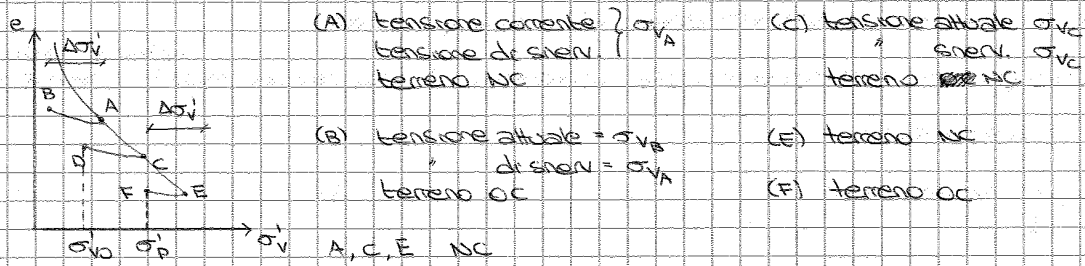 e
Δσ'v
B
A
Δσ'v
D
C
F
E
σ'v0
σ'p
σ'v
(A) tensione corrente } σvA
tensione di snerv.
terreno NC
(B) tensione attuale = σvB
" di snerv = σvA
terreno OC
A, C, E NC
(C) tensione attuale σvC
" snerv. σvC
terreno NC
(E) terreno NC
(F) terreno OC